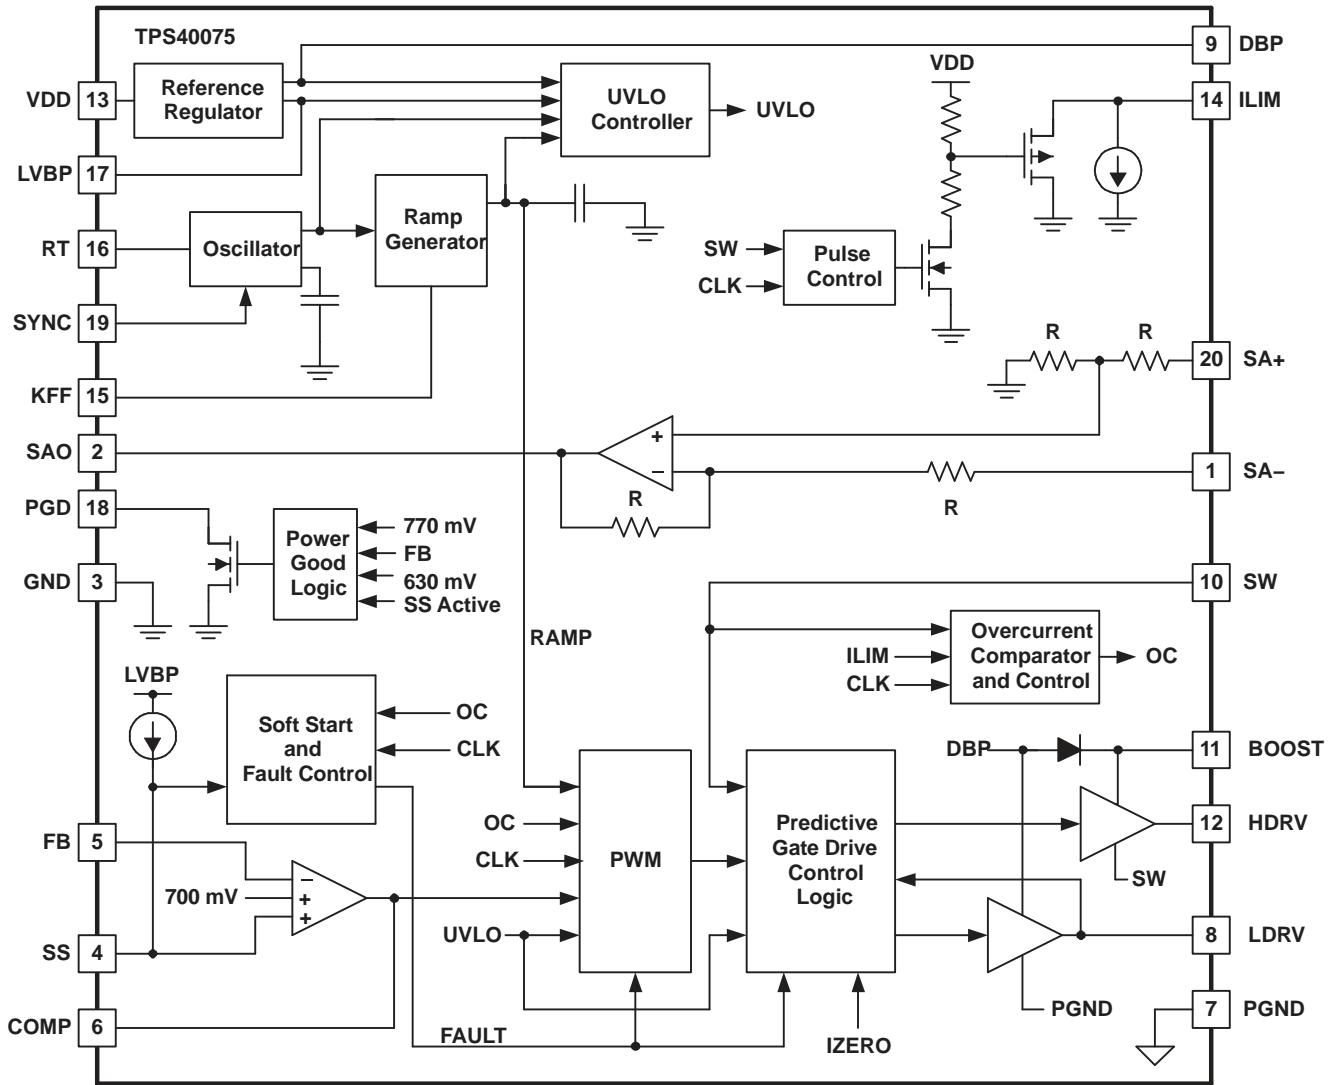 TPS40075
9 DBP
Reference
Regulator
VDD 13
UVLO
Controller
UVLO
VDD
14 ILIM
LVBP 17
Ramp
Generator
RT 16
Oscillator
SW
CLK
Pulse
Control
SYNC 19
R
R
20 SA+
KFF 15
SAO 2
+
−
1 SA−
R
R
PGD 18
Power
Good
Logic
770 mV
FB
630 mV
SS Active
GND 3
10 SW
RAMP
Overcurrent
Comparator
and Control
ILIM
CLK
OC
LVBP
Soft Start
and
Fault Control
OC
CLK
DBP
11 BOOST
FB 5
OC
CLK
PWM
Predictive
Gate Drive
Control
Logic
12 HDRV
SW
−
700 mV
+
+
UVLO
SS 4
8 LDRV
COMP 6
FAULT
IZERO
PGND
7 PGND